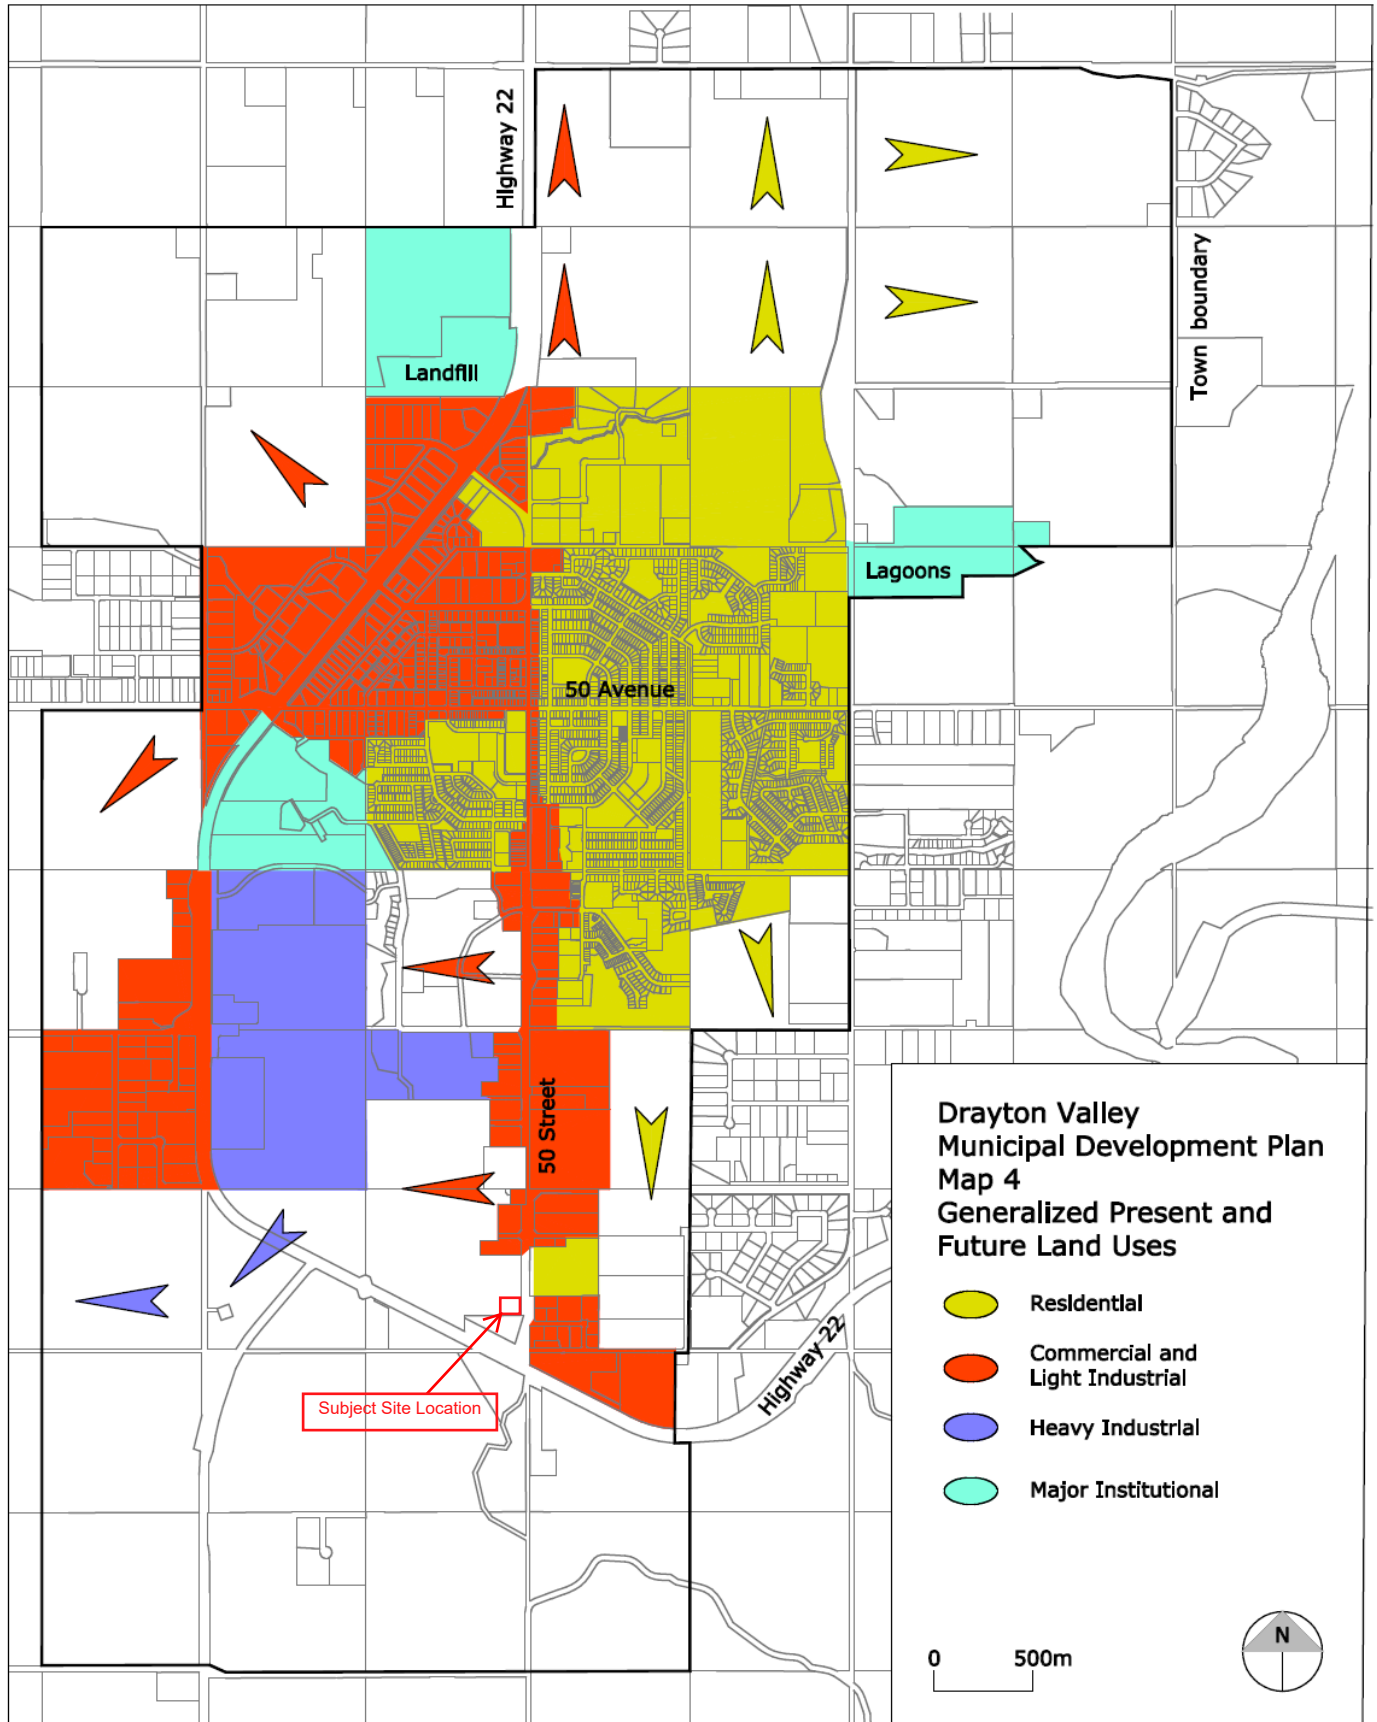 Highway 22
Town boundary
Landfill
Lagoons
50 Avenue
50 Street
Highway 22
Subject Site Location
Drayton Valley
Municipal Development Plan
Map 4
Generalized Present and
Future Land Uses
Residential
Commercial and
Light Industrial
Heavy Industrial
Major Institutional
0 500m
N